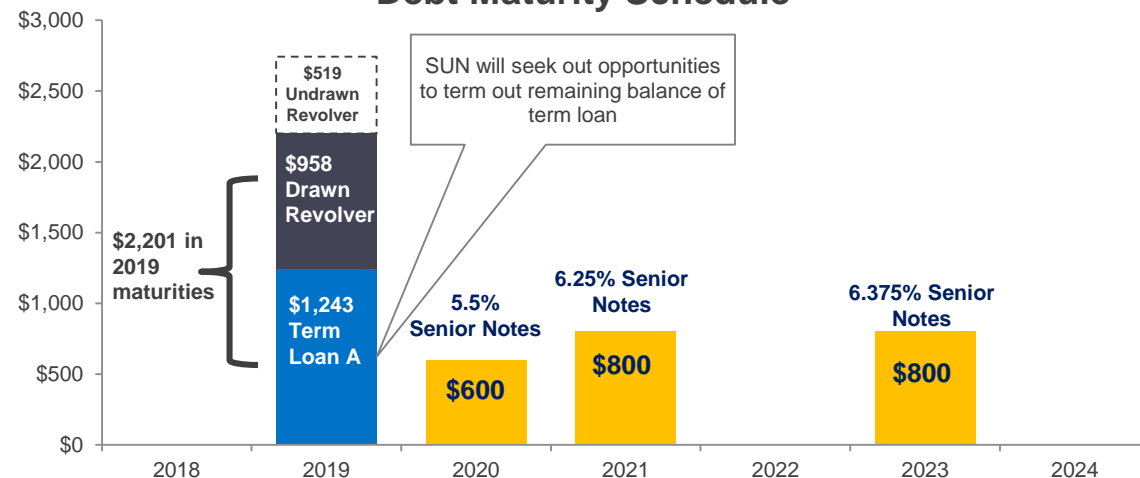 Debt Maturity Schedule
$3,000
$2,500
$2,000
$1,500
$1,000
$500
$0
$519
Undrawn
Revolver
$958
Drawn
Revolver
$1,243
Term
Loan A
$2,201 in
2019
maturities
SUN will seek out opportunities
to term out remaining balance of
term loan
5.5%
Senior Notes
$600
6.25% Senior
Notes
$800
6.375% Senior
Notes
$800
2018
2019
2020
2021
2022
2023
2024